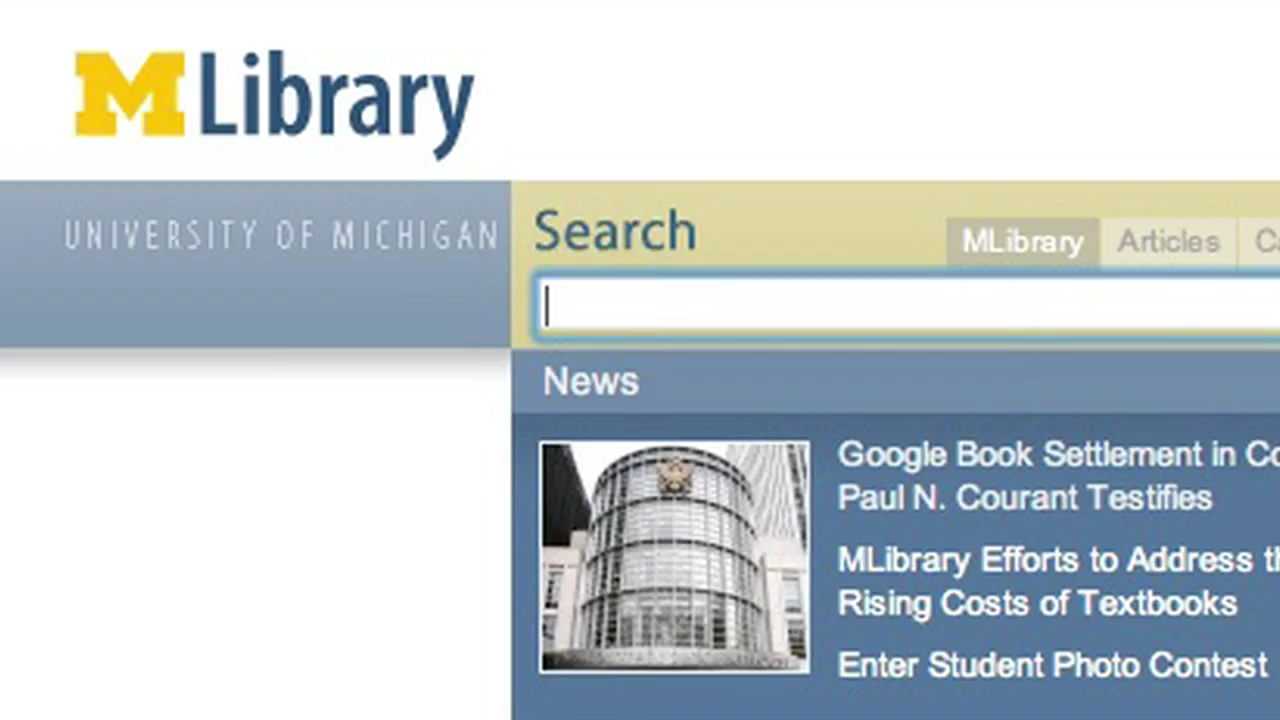 MLibrary
UNIVERSITY OF MICHIGAN
Search
MLibrary
Articles
News
Google Book Settlement in
Paul N. Courant Testifies
MLibrary Efforts to Address
Rising Costs of Textbooks
Enter Student Photo Contest